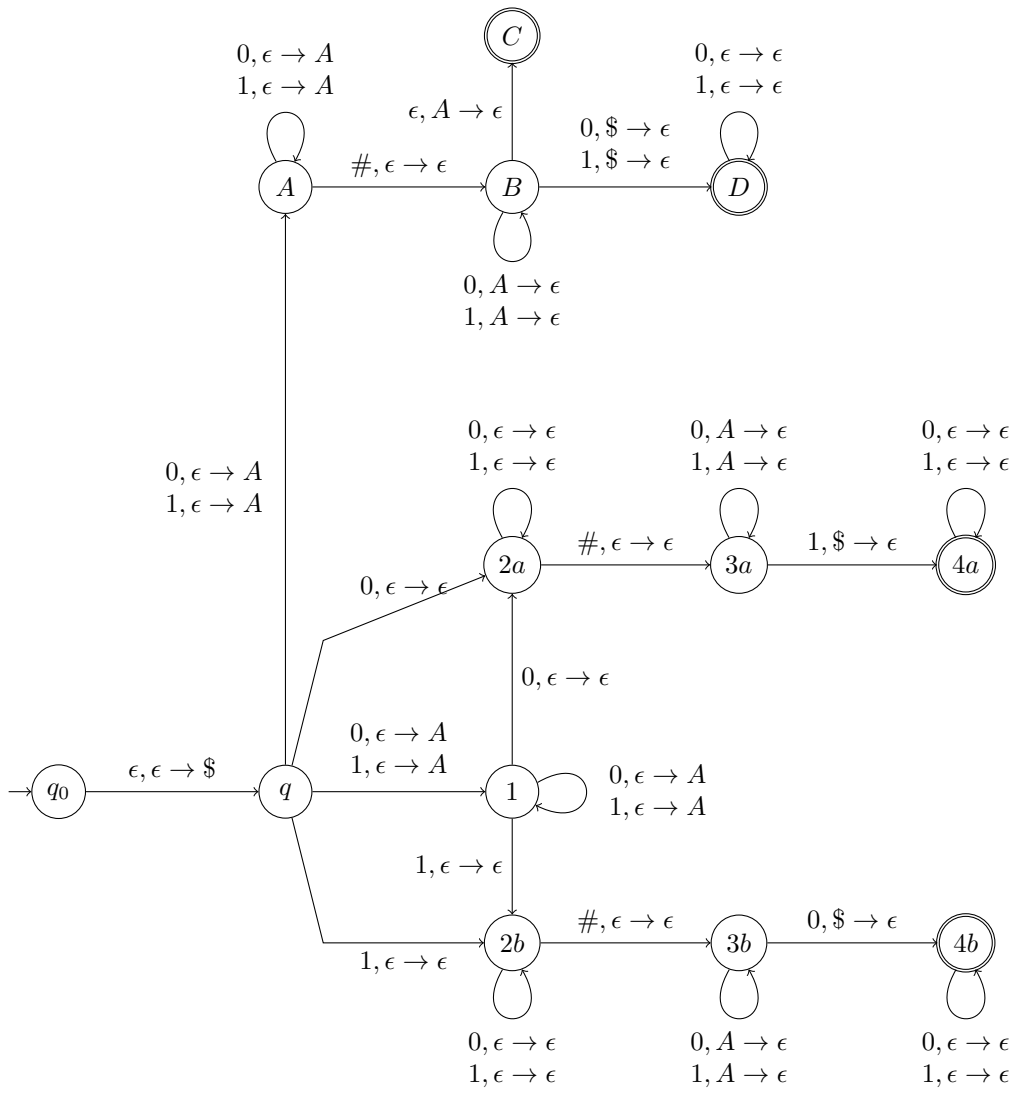 C
0, ϵ → A
1, ϵ → A
0, ϵ → ϵ
1, ϵ → ϵ
ϵ, A → ϵ
0, $ → ϵ
1, $ → ϵ
A
#, ϵ → ϵ
B
D
0, A → ϵ
1, A → ϵ
0, ϵ → A
1, ϵ → A
0, ϵ → ϵ
1, ϵ → ϵ
0, A → ϵ
1, A → ϵ
0, ϵ → ϵ
1, ϵ → ϵ
2a
#, ϵ → ϵ
3a
1, $ → ϵ
4a
0, ϵ → ϵ
0, ϵ → ϵ
q₀
ϵ, ϵ → $
q
0, ϵ → A
1, ϵ → A
1
0, ϵ → A
1, ϵ → A
1, ϵ → ϵ
2b
#, ϵ → ϵ
3b
0, $ → ϵ
4b
1, ϵ → ϵ
0, ϵ → ϵ
1, ϵ → ϵ
0, A → ϵ
1, A → ϵ
0, ϵ → ϵ
1, ϵ → ϵ